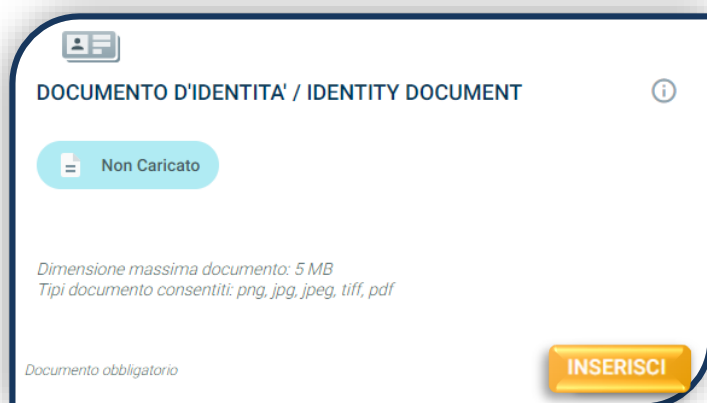 DOCUMENTO D'IDENTITA' / IDENTITY DOCUMENT
Non Caricato
Dimensione massima documento: 5 MB
Tipi documento consentiti: png, jpg, jpeg, tiff, pdf
Documento obbligatorio
INSERISCI